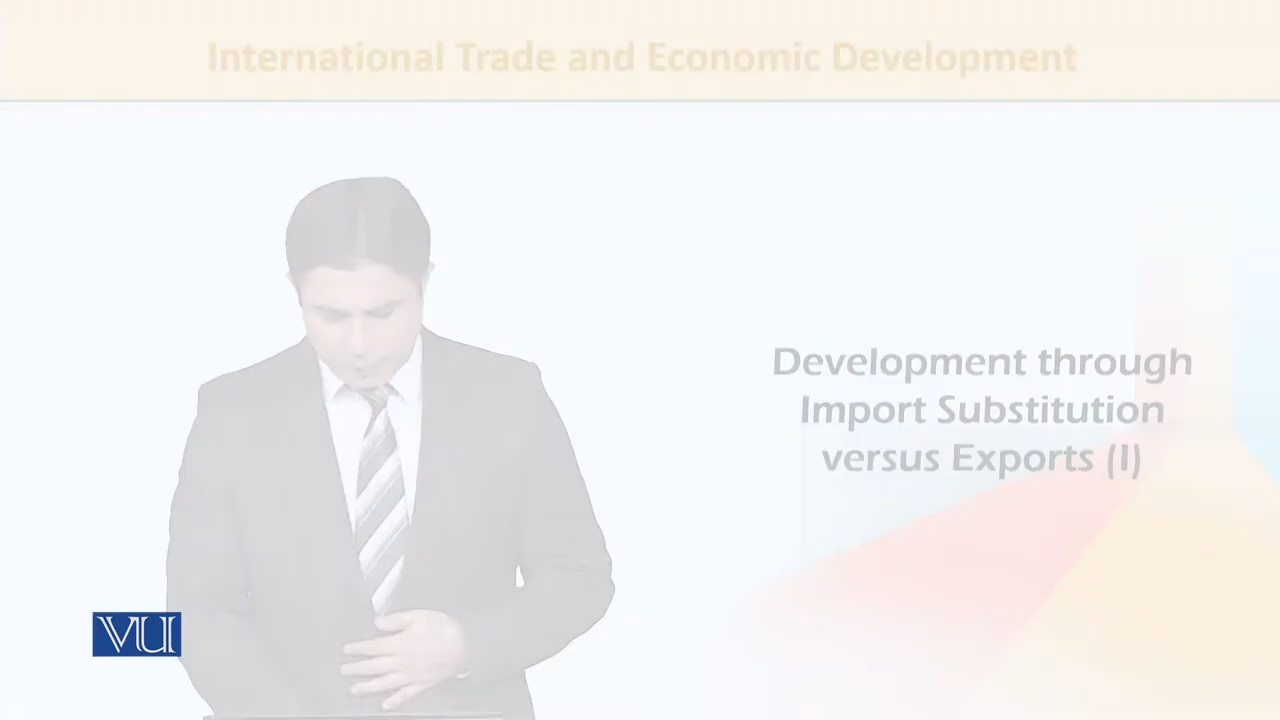 International Trade and Economic Development
Development through
Import Substitution
versus Exports (I)
VU